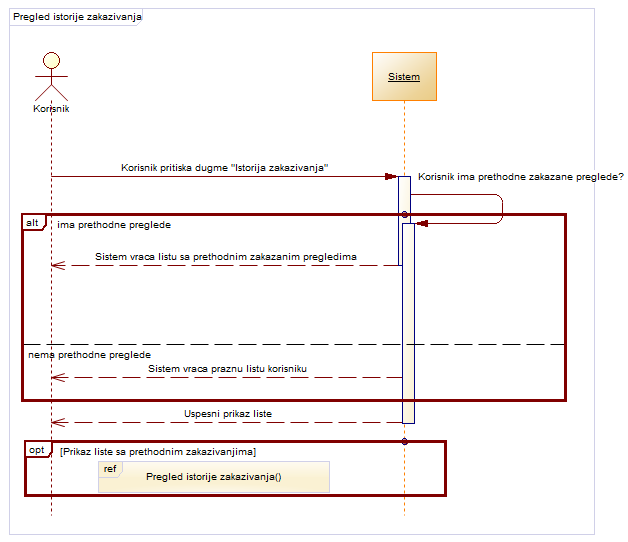 Pregled istorije zakazivanja
Sistem
Korisnik
Korisnik pritiska dugme "Istorija zakazivanja"
Korisnik ima prethodne zakazane preglede?
alt
ima prethodne preglede
Sistem vraca listu sa prethodnim zakazanim pregledima
nema prethodne preglede
Sistem vraca praznu listu korisniku
Uspesni prikaz liste
opt
[Prikaz liste sa prethodnim zakazivanjima]
ref
Pregled istorije zakazivanja()